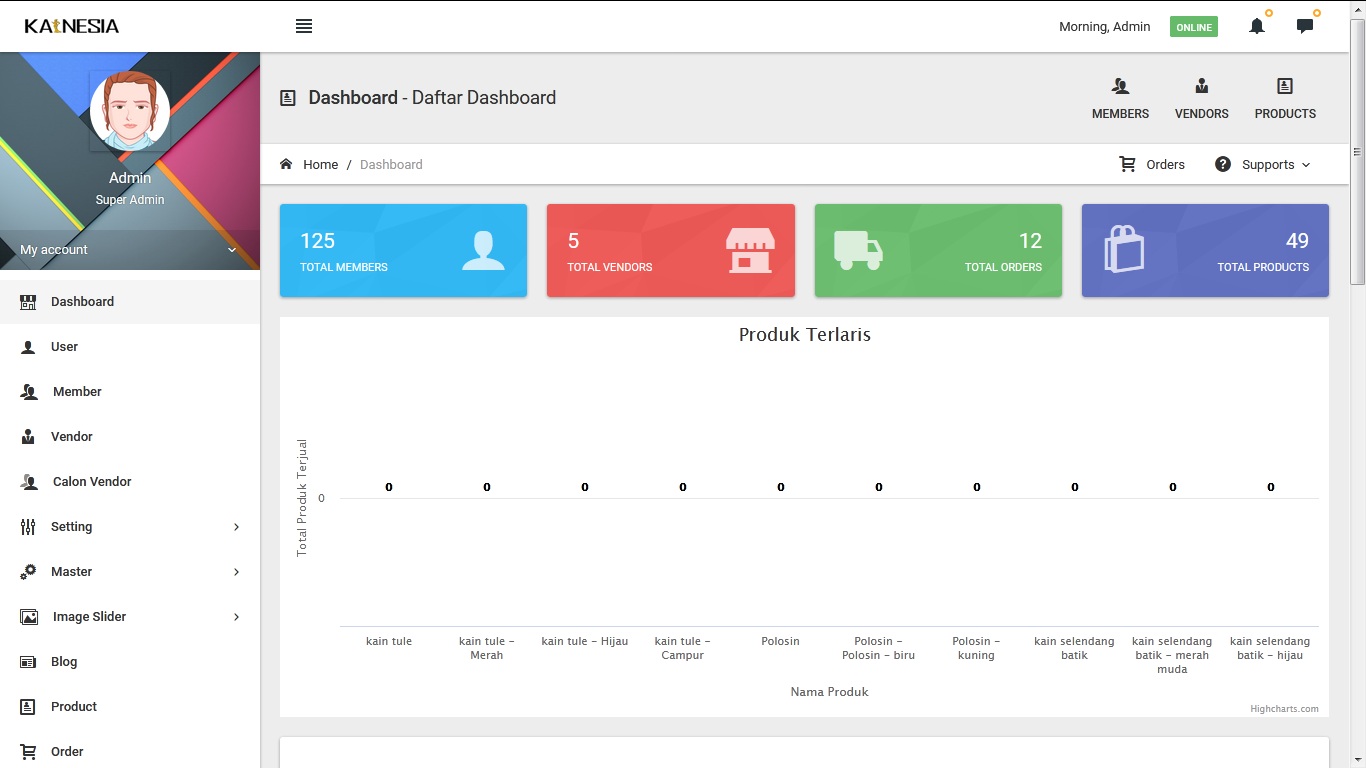 KAINESIA
Morning, Admin
ONLINE
Dashboard - Daftar Dashboard
MEMBERS
VENDORS
PRODUCTS
Home / Dashboard
Orders
Supports
Admin
Super Admin
My account
Dashboard
User
Member
Vendor
Calon Vendor
Setting
Master
Image Slider
Blog
Product
Order
125
TOTAL MEMBERS
5
TOTAL VENDORS
12
TOTAL ORDERS
49
TOTAL PRODUCTS
Produk Terlaris
Total Produk Terjual
0
0 0 0 0 0 0 0 0 0 0
kain tule
kain tule -
Merah
kain tule - Hijau
kain tule -
Campur
Polosin
Polosin -
Polosin - biru
Polosin -
kuning
kain selendang
batik
kain selendang
batik - merah
muda
kain selendang
batik - hijau
Nama Produk
Highcharts.com